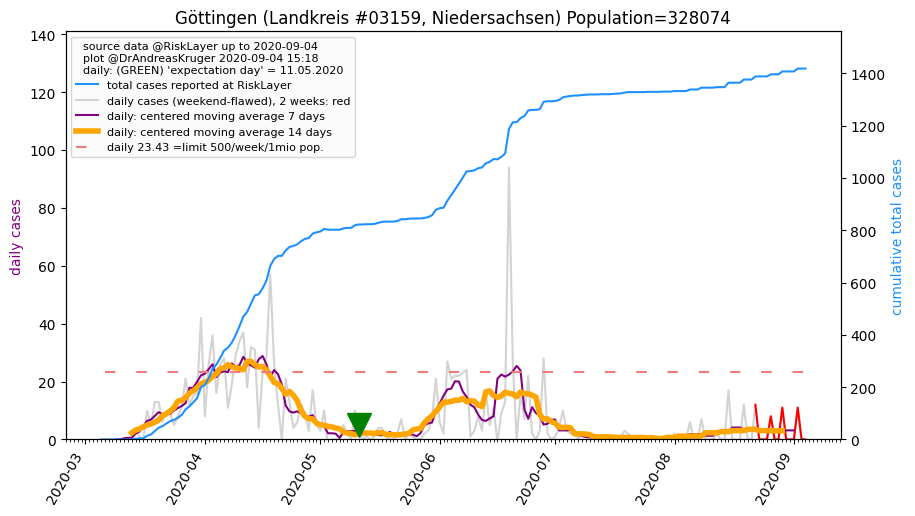 Göttingen (Landkreis #03159, Niedersachsen) Population=328074
source data @RiskLayer up to 2020-09-04
plot @DrAndreasKruger 2020-09-04 15:18
daily: (GREEN) 'expectation day' = 11.05.2020
total cases reported at RiskLayer
daily cases (weekend-flawed), 2 weeks: red
daily: centered moving average 7 days
daily: centered moving average 14 days
daily 23.43 =limit 500/week/1mio pop.
daily cases
140
120
100
80
60
40
20
0
cumulative total cases
1400
1200
1000
800
600
400
200
0
2020-03
2020-04
2020-05
2020-06
2020-07
2020-08
2020-09